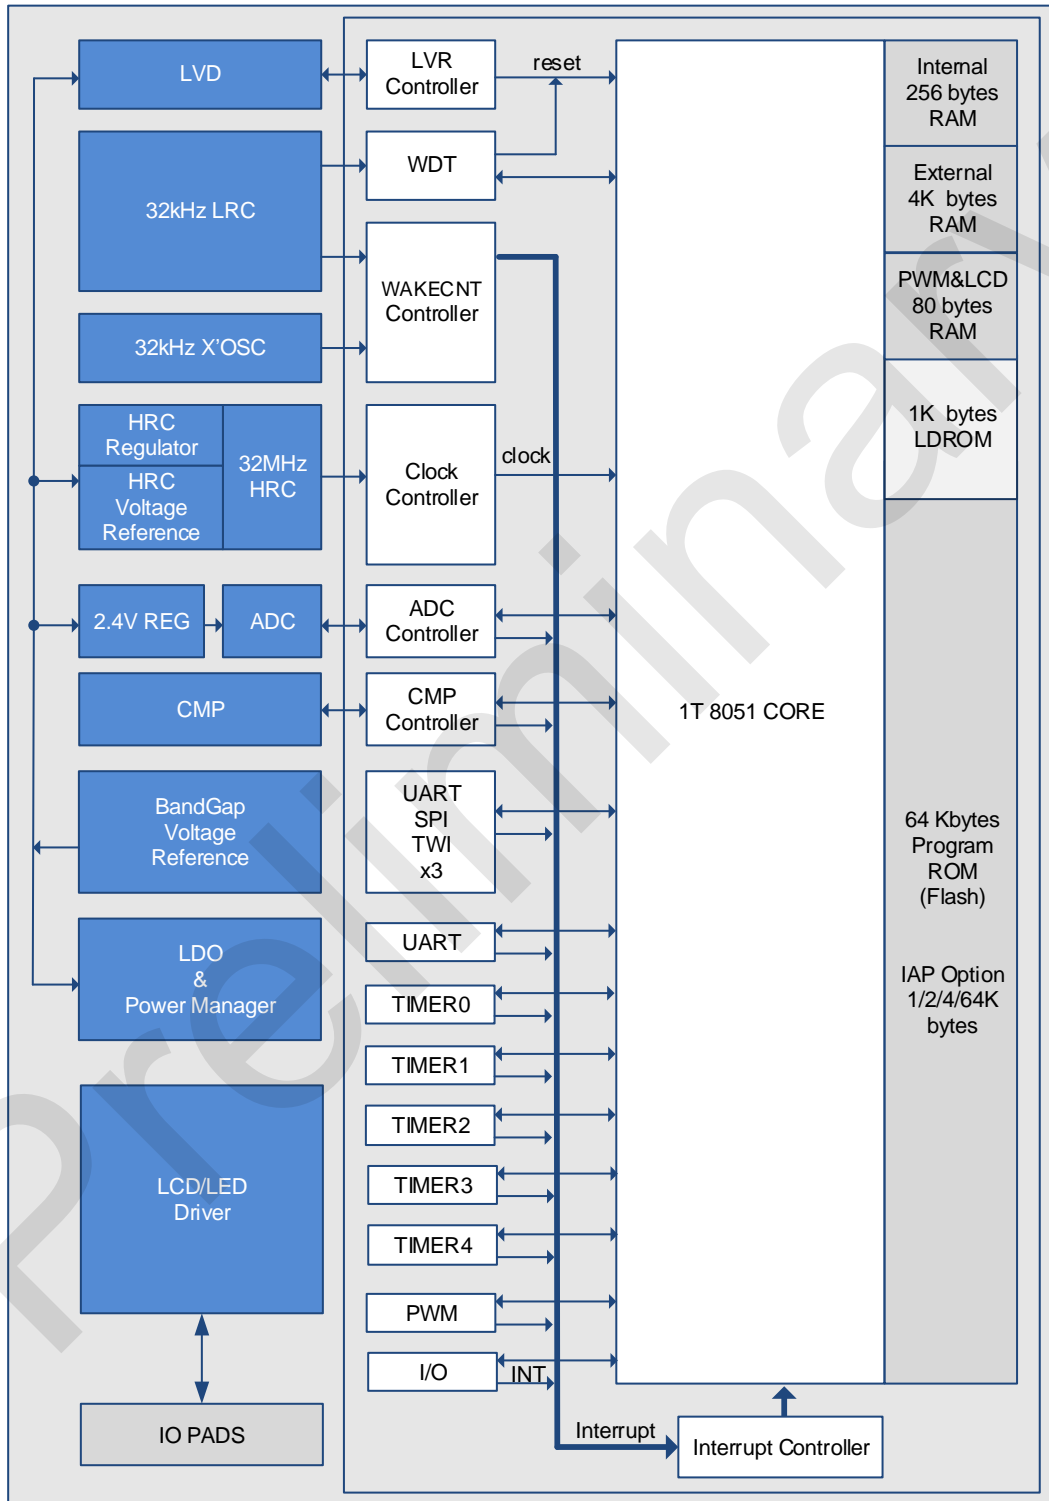 LVD
LVR
Controller
reset
Internal
256 bytes
RAM
WDT
External
4K bytes
RAM
32kHz LRC
WAKECNT
Controller
PWM&LCD
80 bytes
RAM
32kHz X'OSC
1K bytes
LDROM
HRC
Regulator
HRC
Voltage
Reference
32MHz
HRC
Clock
Controller
clock
2.4V REG
ADC
ADC
Controller
CMP
CMP
Controller
1T 8051 CORE
BandGap
Voltage
Reference
UART
SPI
TWI
x3
64 Kbytes
Program
ROM
(Flash)
UART
LDO
&
Power Manager
IAP Option
1/2/4/64K
bytes
TIMER0
TIMER1
TIMER2
LCD/LED
Driver
TIMER3
TIMER4
PWM
I/O
INT
IO PADS
Interrupt
Interrupt Controller
Preliminary